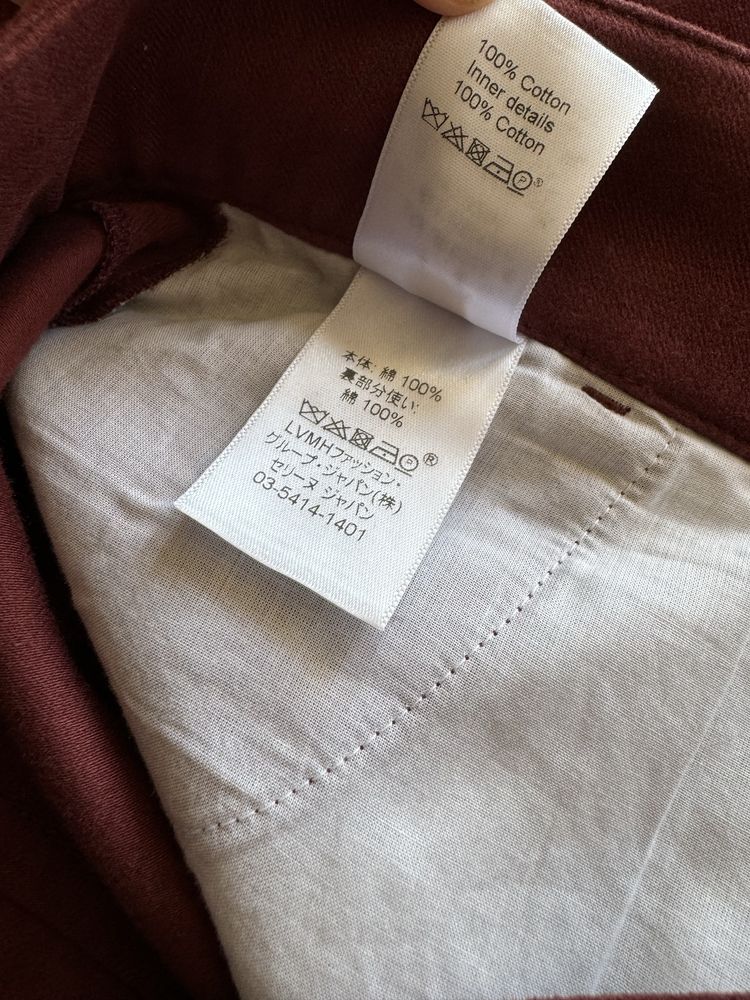 100% Cotton
Inner details
100% Cotton
P®
本体: 綿 100%
裏部分使い:
綿 100%
P®
LVMHファッション・
グループ・ジャパン(株)
セリーヌ ジャパン
03-5414-1401